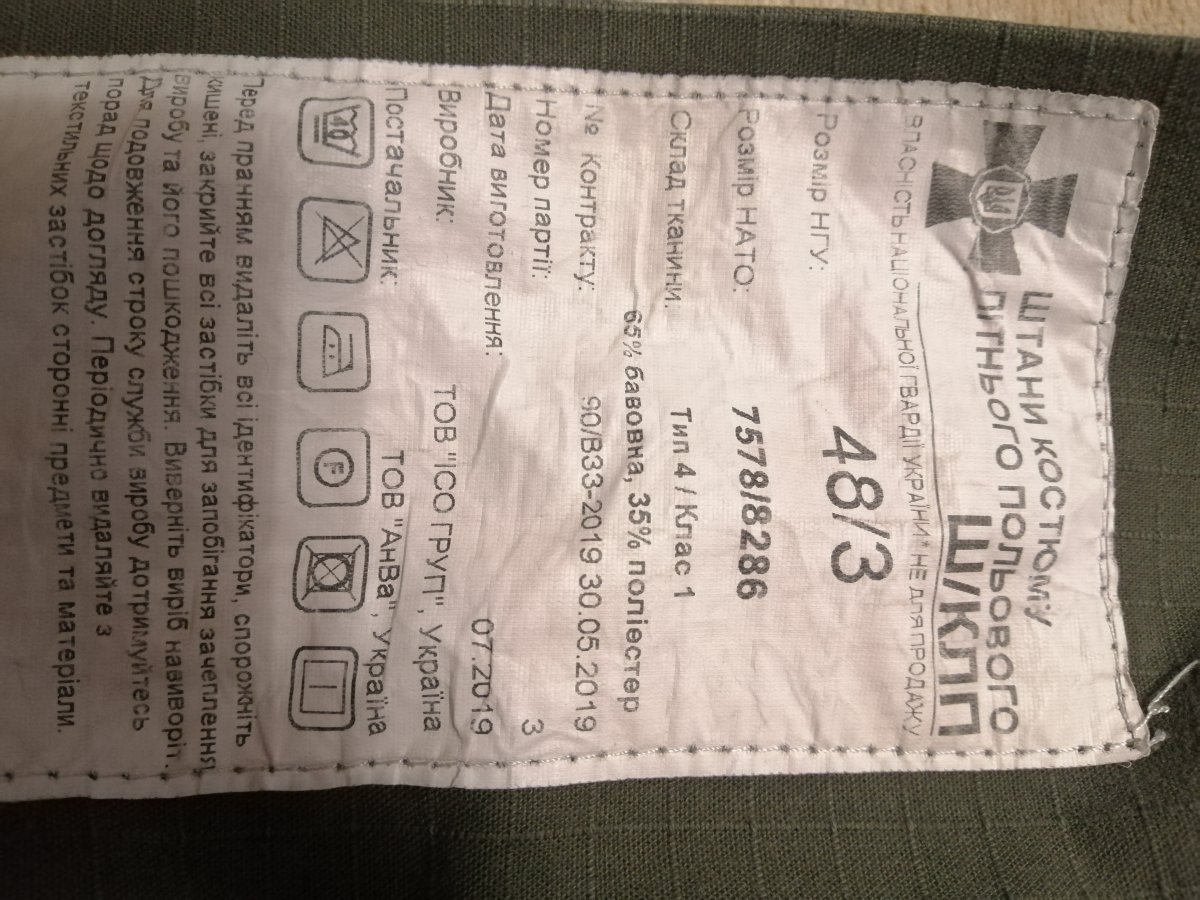 ШТАНИ КОСТЮМУ
ЛІТНЬОГО ПОЛЬОВОГО
Ш/КЛП
ВЛАСНІСТЬ НАЦІОНАЛЬНОЇ ГВАРДІЇ УКРАЇНИ * НЕ ДЛЯ ПРОДАЖУ
Розмір НГУ: 48/3
Розмір НАТО: 7578/8286
Склад тканини: Тип 4 / Клас 1
65% бавовна, 35% поліестер
№ Контракту: 90/ВЗЗ-2019 30.05.2019
Номер партії: 3
Дата виготовлення: 07.2019
Виробник: ТОВ "ІСО ГРУП", Україна
Постачальник: ТОВ "АнВа", Україна
40
F
Перед пранням видаліть всі ідентифікатори, спорожніть
кишені, закрийте всі застібки для запобігання зачеплення
виробу та його пошкодження. Виверніть виріб навиворіт.
Для подовження строку служби виробу дотримуйтесь
порад щодо догляду. Періодично видаляйте з
текстильних застібок сторонні предмети та матеріали.